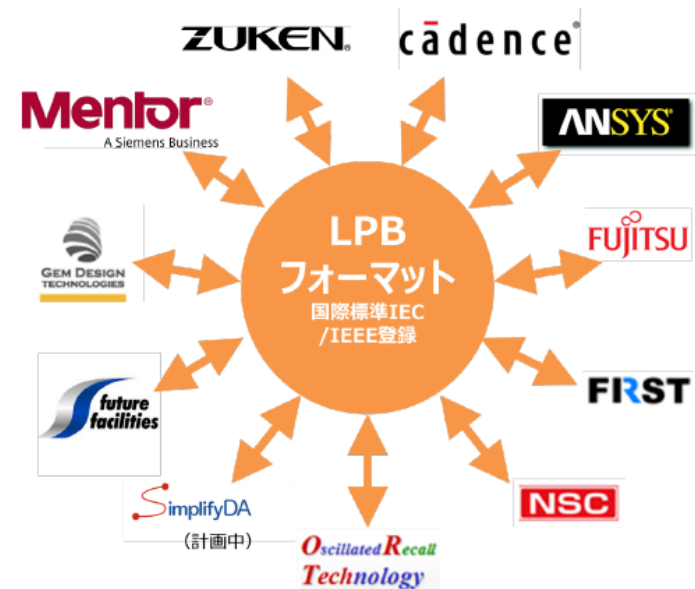 ZUKEN®
cādence®
Mentor®
A Siemens Business
ANSYS®
GEM DESIGN
TECHNOLOGIES
FUJITSU
LPB
フォーマット
国際標準IEC
/IEEE登録
future
facilities
FIRST
SimplifyDA
(計画中)
NSC
Oscillated Recall
Technology